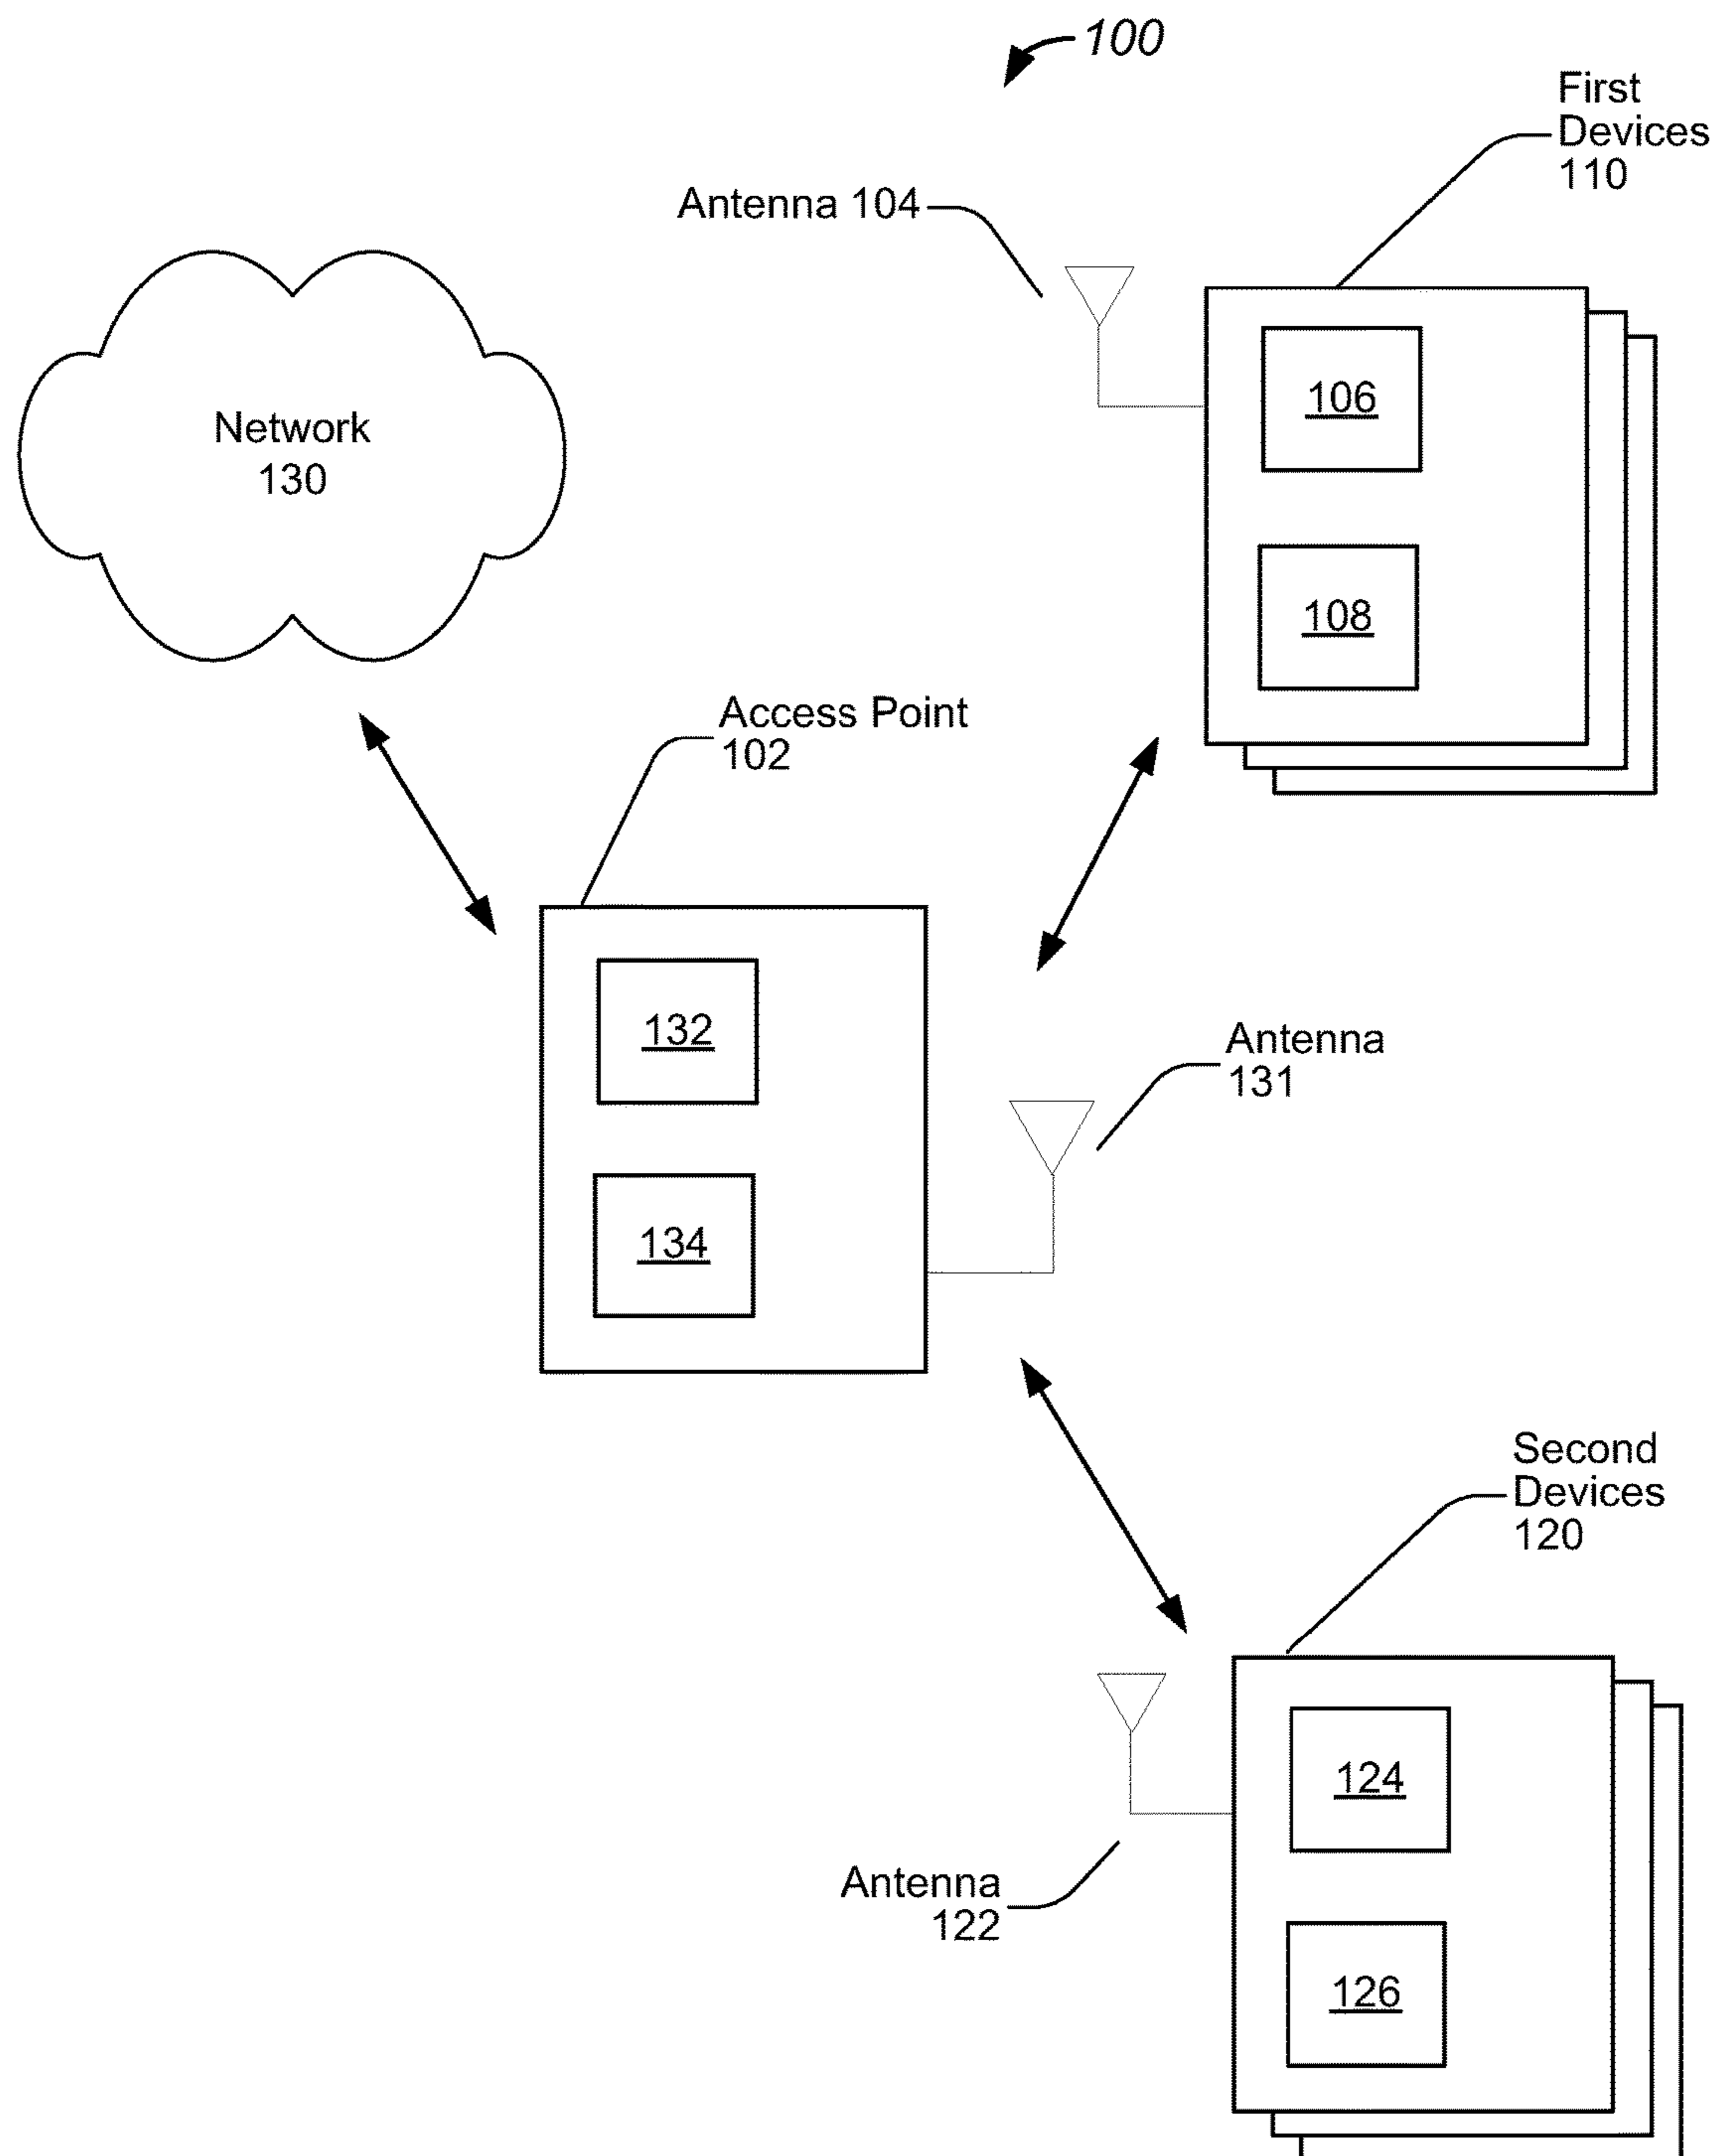 100
First
Devices
110
Antenna 104
106
Network
130
108
Access Point
102
132
Antenna
131
134
Second
Devices
120
124
Antenna
122
126